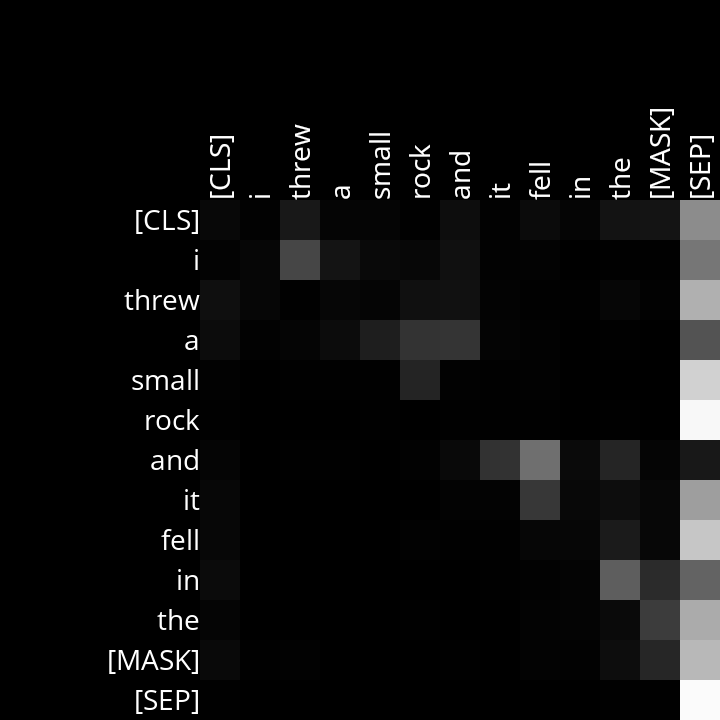 [CLS] i threw a small rock and it fell in the [MASK] [SEP]
[CLS]
i
threw
a
small
rock
and
it
fell
in
the
[MASK]
[SEP]